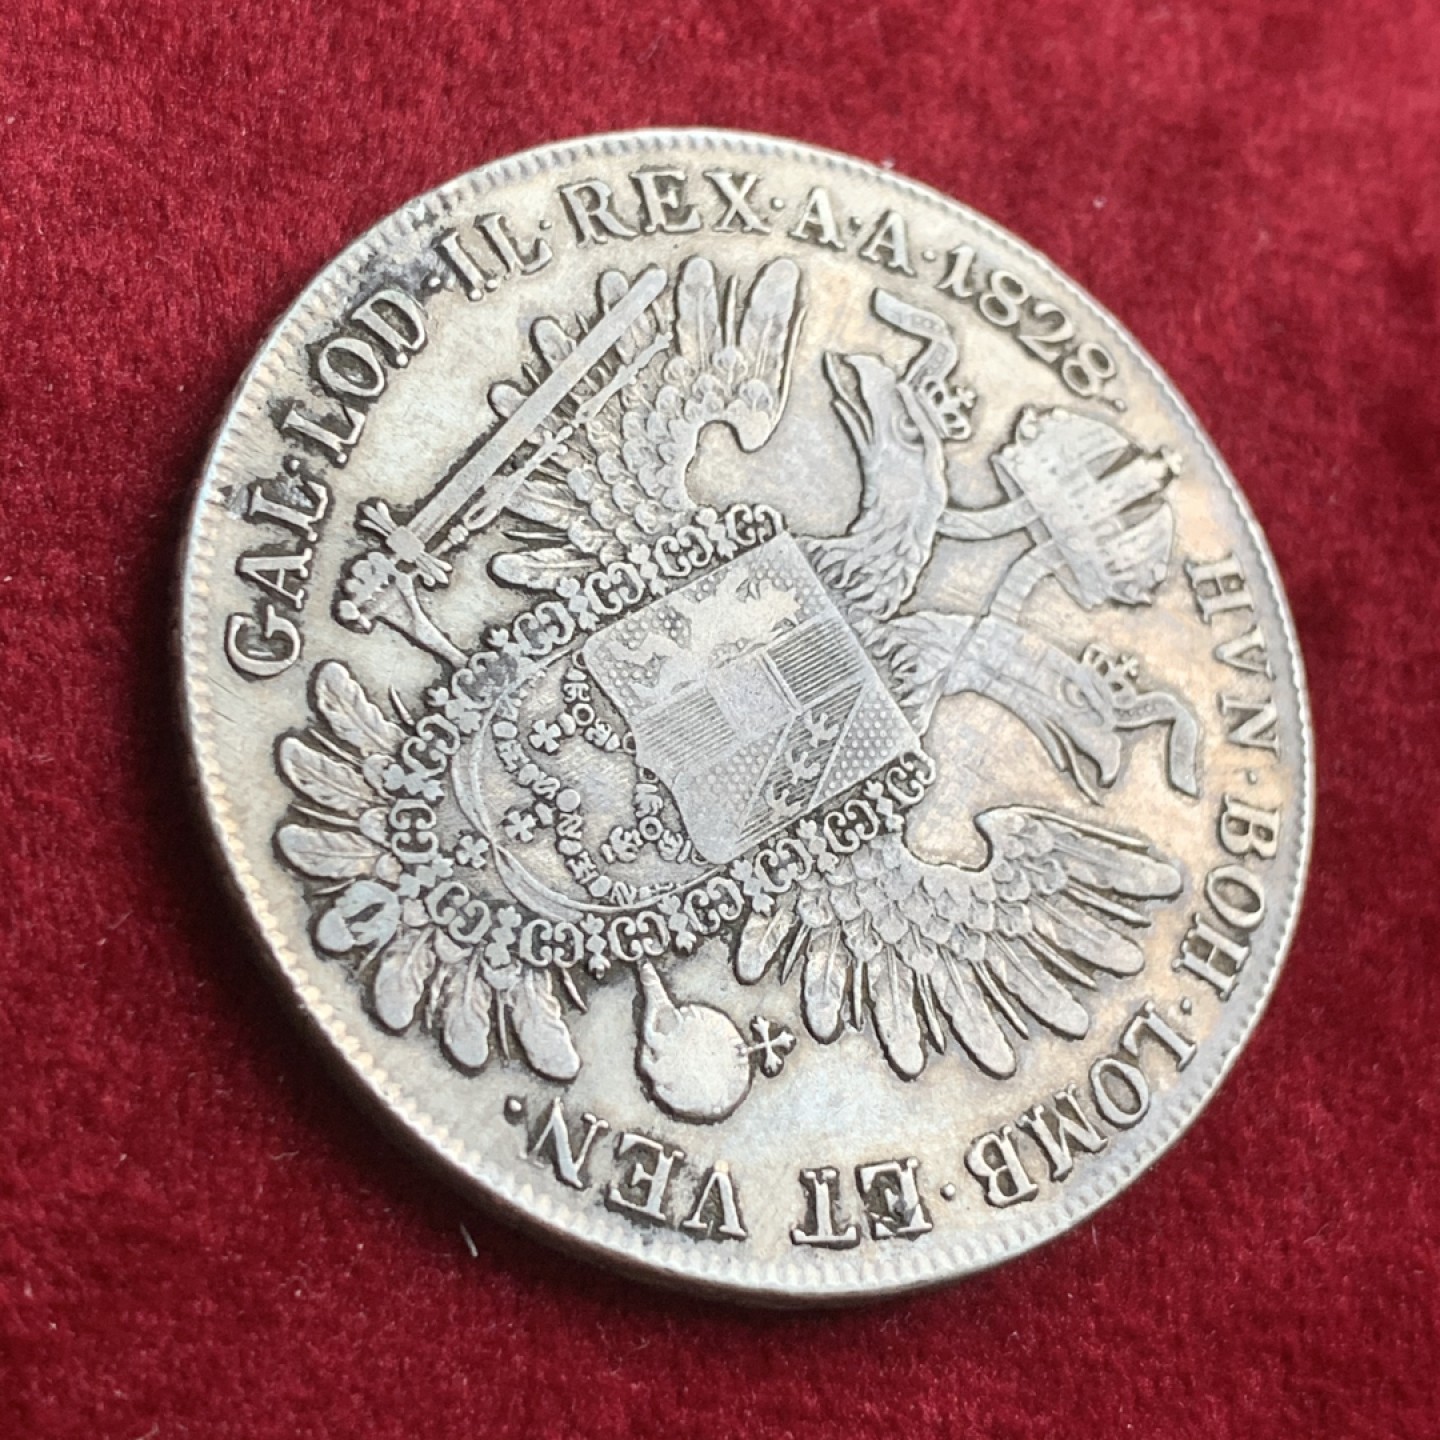 HVN·BOH·LOMB·ET VEN·
GAL·LOD·IL·REX·A·A·1828·